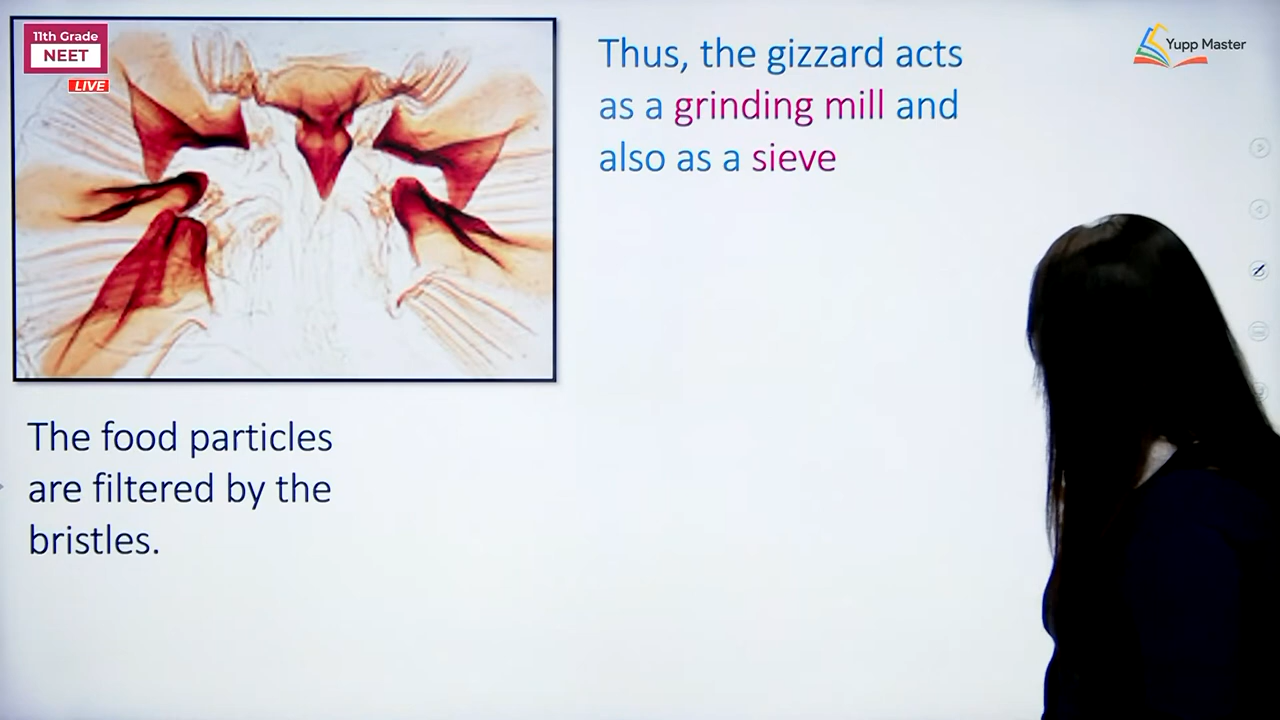 11th Grade
NEET
LIVE
Thus, the gizzard acts
as a grinding mill and
also as a sieve
Yupp Master
The food particles
are filtered by the
bristles.